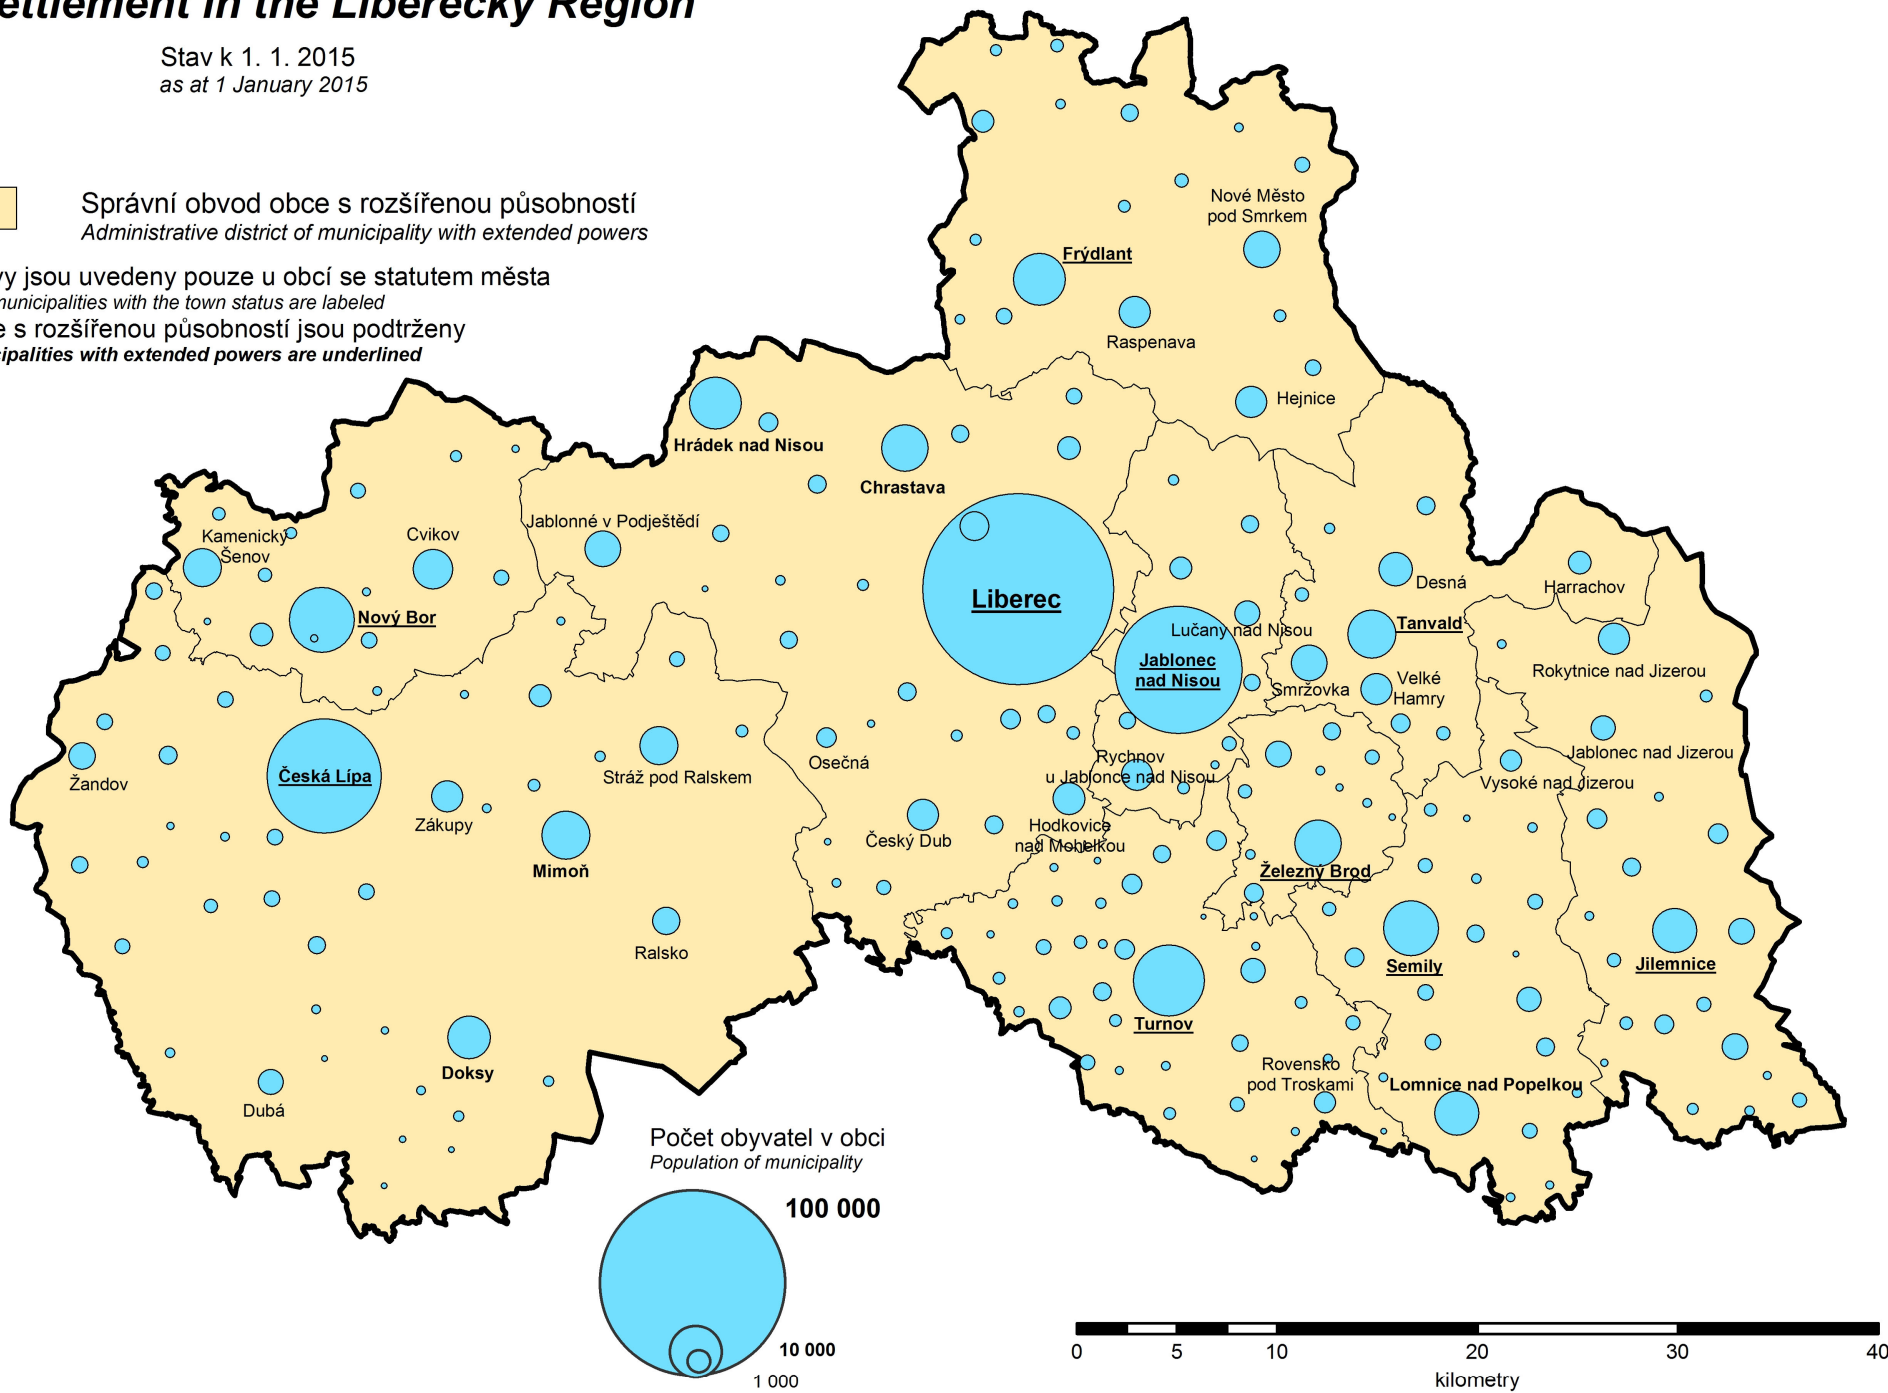 ettlement in the Liberecký Region
Stav k 1. 1. 2015
as at 1 January 2015
Správní obvod obce s rozšířenou působností
Administrative district of municipality with extended powers
vy jsou uvedeny pouze u obcí se statutem města
municipalities with the town status are labeled
e s rozšířenou působností jsou podtrženy
cipalities with extended powers are underlined
Nové Město
pod Smrkem
Frýdlant
Raspenava
Hejnice
Hrádek nad Nisou
Chrastava
Kamenický
Šenov
Cvikov
Jablonné v Podještědí
Nový Bor
Liberec
Desná
Harrachov
Lučany nad Nisou
Tanvald
Jablonec
nad Nisou
Smržovka
Velké
Hamry
Rokytnice nad Jizerou
Jablonec nad Jizerou
Vysoké nad Jizerou
Žandov
Česká Lípa
Zákupy
Stráž pod Ralskem
Osečná
Rychnov
u Jablonce nad Nisou
Mimoň
Český Dub
Hodkovice
nad Mohelkou
Železný Brod
Ralsko
Semily
Jilemnice
Turnov
Doksy
Dubá
Rovensko
pod Troskami
Lomnice nad Popelkou
Počet obyvatel v obci
Population of municipality
100 000
10 000
1 000
0 5 10 20 30 40
kilometry